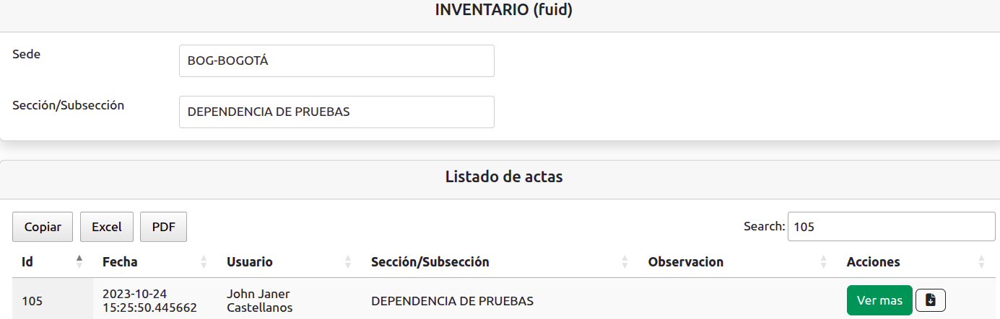 INVENTARIO (fuid)
Sede
BOG-BOGOTÁ
Sección/Subsección
DEPENDENCIA DE PRUEBAS
Listado de actas
Copiar Excel PDF Search: 105
Id Fecha Usuario Sección/Subsección Observacion Acciones
105 2023-10-24 15:25:50.445662 John Janer Castellanos DEPENDENCIA DE PRUEBAS Ver mas